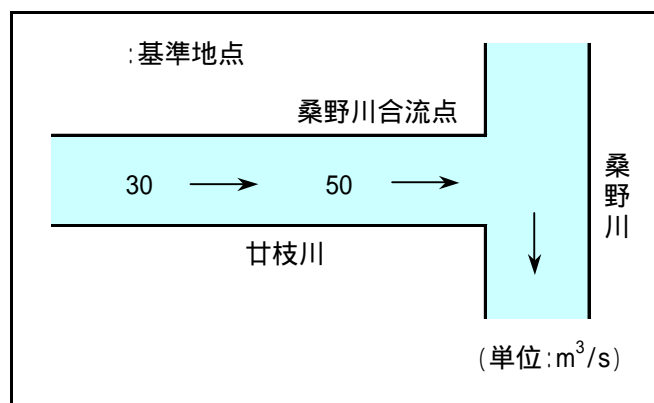 :基準地点
桑野川合流点
30 → 50 →
桑野川
廿枝川
(単位:m³/s)